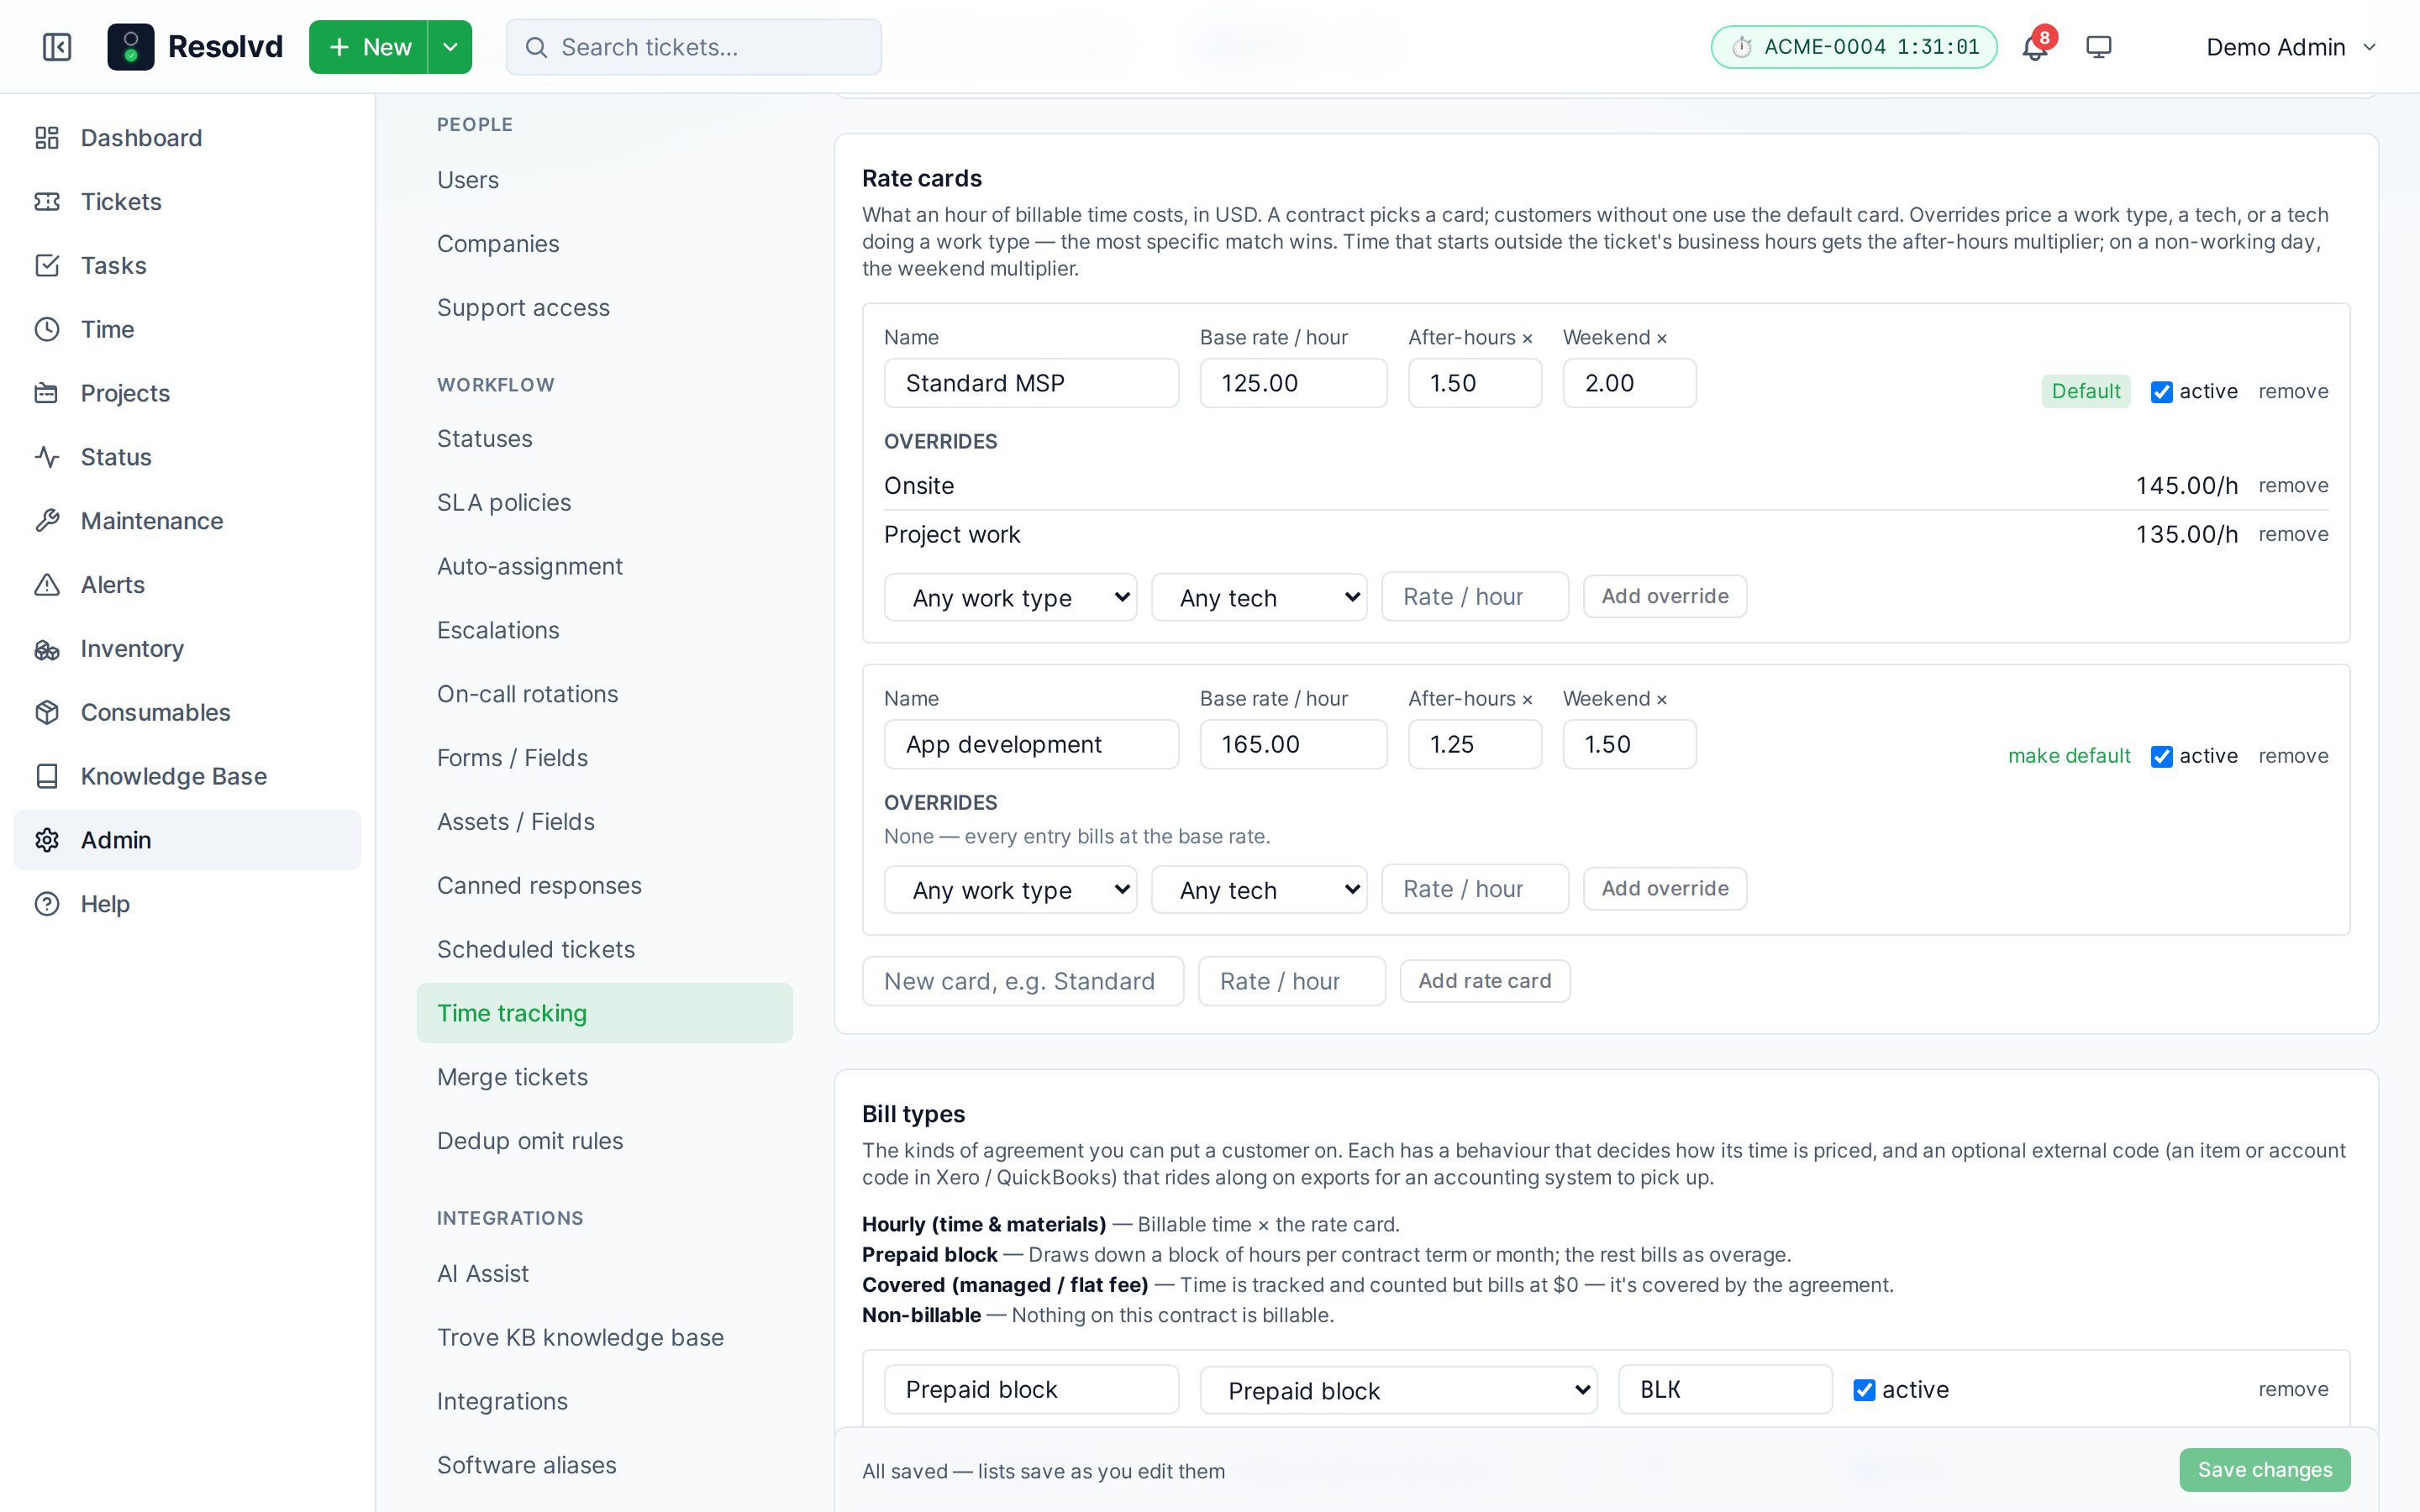 Resolvd
New
Search tickets...
ACME-0004 1:31:01
8
Demo Admin
Dashboard
Tickets
Tasks
Time
Projects
Status
Maintenance
Alerts
Inventory
Consumables
Knowledge Base
Admin
Help
PEOPLE
Users
Companies
Support access
WORKFLOW
Statuses
SLA policies
Auto-assignment
Escalations
On-call rotations
Forms / Fields
Assets / Fields
Canned responses
Scheduled tickets
Time tracking
Merge tickets
Dedup omit rules
INTEGRATIONS
AI Assist
Trove KB knowledge base
Integrations
Software aliases
Rate cards
What an hour of billable time costs, in USD. A contract picks a card; customers without one use the default card. Overrides price a work type, a tech, or a tech
doing a work type — the most specific match wins. Time that starts outside the ticket's business hours gets the after-hours multiplier; on a non-working day,
the weekend multiplier.
Name Base rate / hour After-hours × Weekend ×
Standard MSP 125.00 1.50 2.00 Default active remove
OVERRIDES
Onsite 145.00/h remove
Project work 135.00/h remove
Any work type Any tech Rate / hour Add override
Name Base rate / hour After-hours × Weekend ×
App development 165.00 1.25 1.50 make default active remove
OVERRIDES
None — every entry bills at the base rate.
Any work type Any tech Rate / hour Add override
New card, e.g. Standard Rate / hour Add rate card
Bill types
The kinds of agreement you can put a customer on. Each has a behaviour that decides how its time is priced, and an optional external code (an item or account
code in Xero / QuickBooks) that rides along on exports for an accounting system to pick up.
Hourly (time & materials) — Billable time × the rate card.
Prepaid block — Draws down a block of hours per contract term or month; the rest bills as overage.
Covered (managed / flat fee) — Time is tracked and counted but bills at $0 — it's covered by the agreement.
Non-billable — Nothing on this contract is billable.
Prepaid block Prepaid block BLK active remove
All saved — lists save as you edit them Save changes